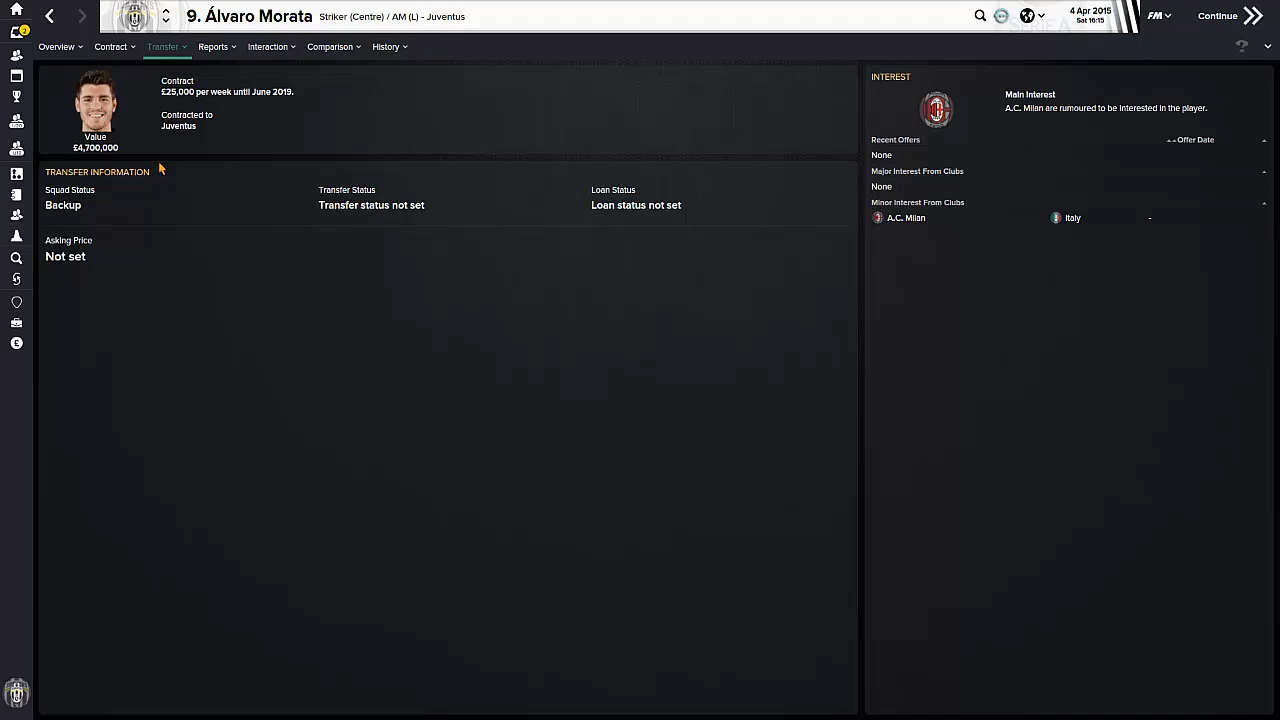 9. Álvaro Morata Striker (Centre) / AM (L) - Juventus
4 Apr 2015
Sat 16:15
FM
Continue
2
Overview Contract Transfer Reports Interaction Comparison History
Contract
£25,000 per week until June 2019.
Contracted to
Juventus
Value
£4,700,000
TRANSFER INFORMATION
Squad Status Transfer Status Loan Status
Backup Transfer status not set Loan status not set
Asking Price
Not set
INTEREST
Main Interest
A.C. Milan are rumoured to be interested in the player.
Recent Offers Offer Date
None
Major Interest From Clubs
None
Minor Interest From Clubs
A.C. Milan Italy -